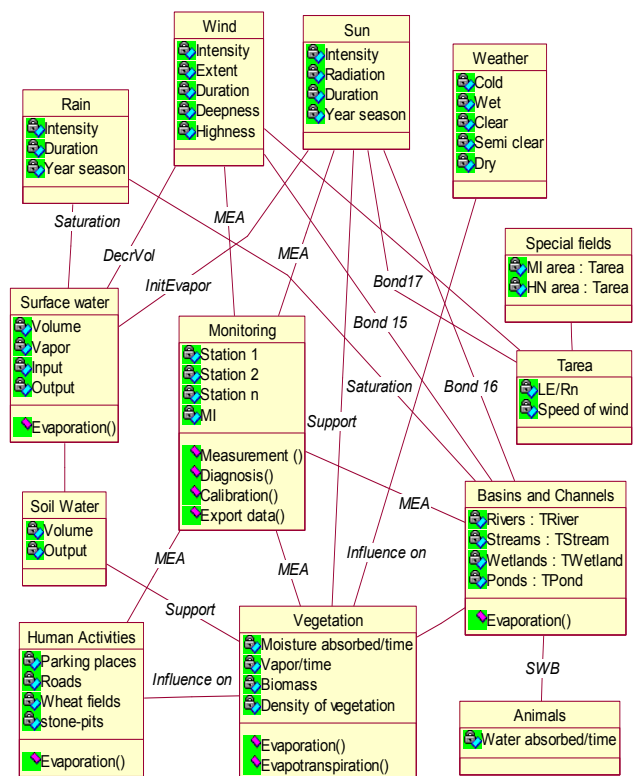 Wind
Intensity
Extent
Duration
Deepness
Highness
Sun
Intensity
Radiation
Duration
Year season
Weather
Cold
Wet
Clear
Semi clear
Dry
Rain
Intensity
Duration
Year season
Saturation
DecrVol
MEA
InitEvapor
MEA
Bond17
Bond 15
Saturation
Bond 16
Special fields
MI area : Tarea
HN area : Tarea
Tarea
LE/Rn
Speed of wind
Surface water
Volume
Vapor
Input
Output
Evaporation()
Monitoring
Station 1
Station 2
Station n
MI
Measurement ()
Diagnosis()
Calibration()
Export data()
Support
MEA
Influence on
Basins and Channels
Rivers : TRiver
Streams : TStream
Wetlands : TWetland
Ponds : TPond
Evaporation()
Soil Water
Volume
Output
MEA
MEA
Support
Human Activities
Parking places
Roads
Wheat fields
stone-pits
Evaporation()
Influence on
Vegetation
Moisture absorbed/time
Vapor/time
Biomass
Density of vegetation
Evaporation()
Evapotranspiration()
SWB
Animals
Water absorbed/time